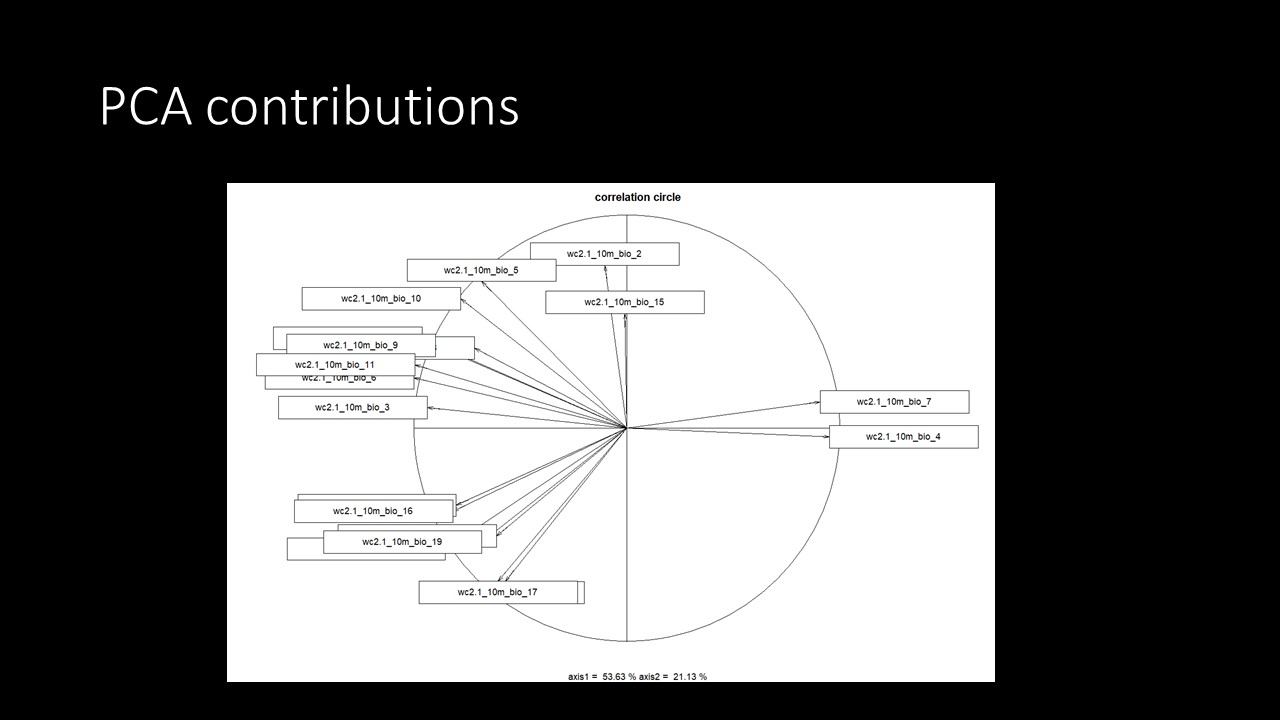 PCA contributions
correlation circle
wc2.1_10m_bio_2
wc2.1_10m_bio_5
wc2.1_10m_bio_10
wc2.1_10m_bio_15
wc2.1_10m_bio_9
wc2.1_10m_bio_11
wc2.1_10m_bio_6
wc2.1_10m_bio_3
wc2.1_10m_bio_7
wc2.1_10m_bio_4
wc2.1_10m_bio_16
wc2.1_10m_bio_19
wc2.1_10m_bio_17
axis1 = 53.63 % axis2 = 21.13 %